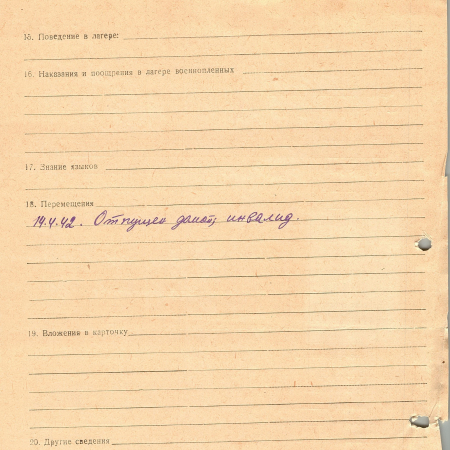 15. Поведение в лагере:
16. Наказания и поощрения в лагере военнопленных
17. Знание языков
18. Перемещения
14.4.42. Отпущен домой, инвалид.
19. Вложения в карточку
20. Другие сведения